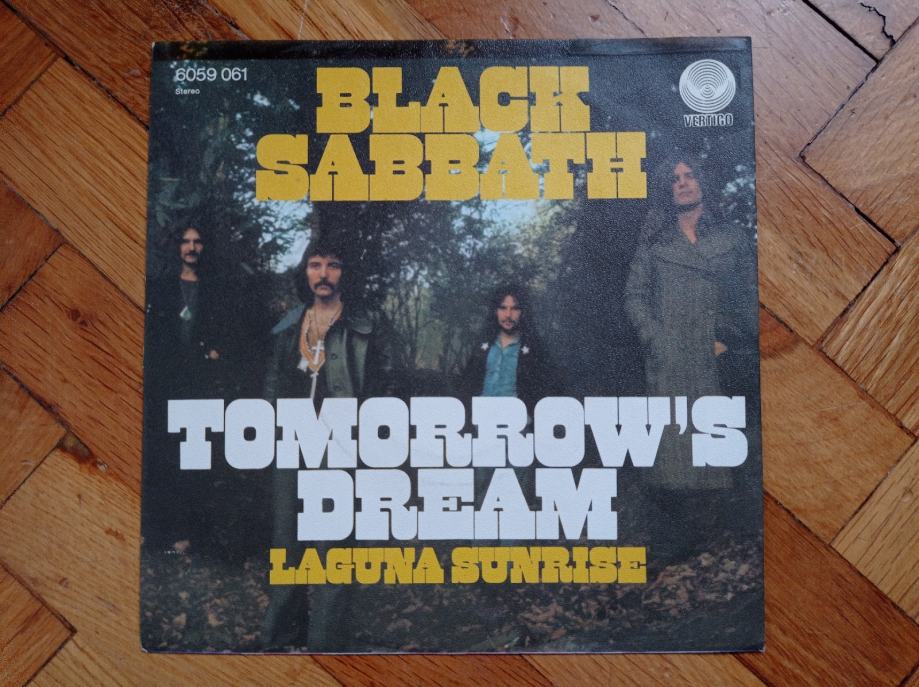 6059 061
Stereo
BLACK
SABBATH
VERTIGO
TOMORROW'S
DREAM
LAGUNA SUNRISE